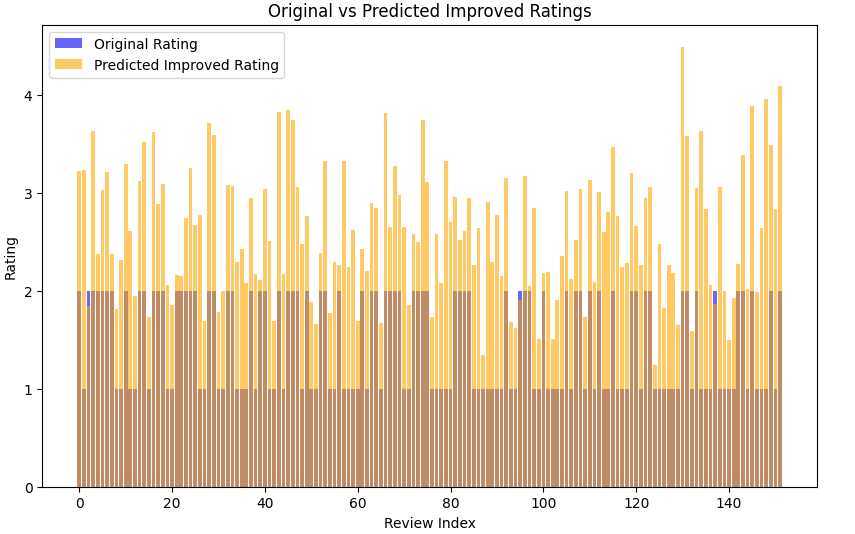 Original vs Predicted Improved Ratings
Original Rating
Predicted Improved Rating
Rating
4
3
2
1
0
0 20 40 60 80 100 120 140
Review Index